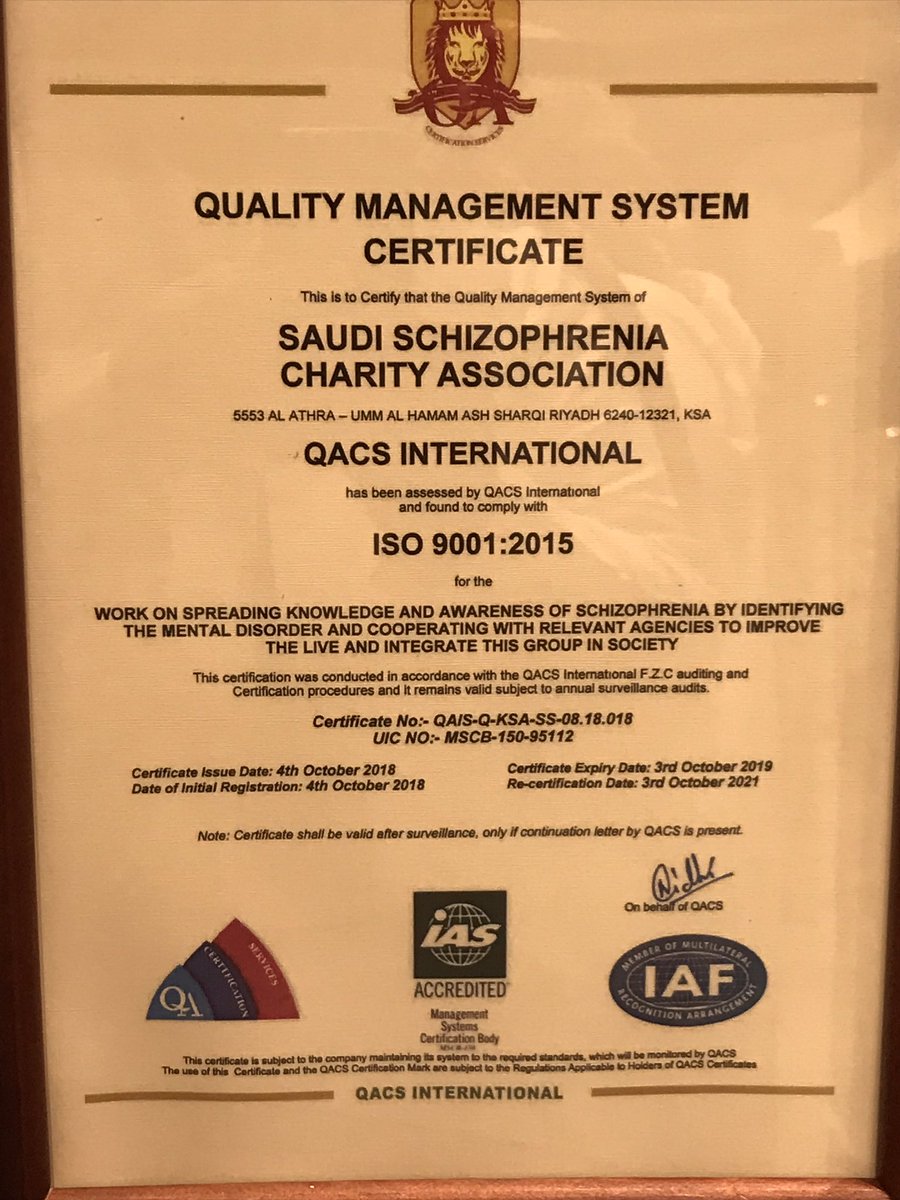 QA
CERTIFICATION SERVICES
QUALITY MANAGEMENT SYSTEM
CERTIFICATE
This is to Certify that the Quality Management System of
SAUDI SCHIZOPHRENIA
CHARITY ASSOCIATION
5553 AL ATHRA – UMM AL HAMAM ASH SHARQI RIYADH 6240-12321, KSA
QACS INTERNATIONAL
has been assessed by QACS International
and found to comply with
ISO 9001:2015
for the
WORK ON SPREADING KNOWLEDGE AND AWARENESS OF SCHIZOPHRENIA BY IDENTIFYING
THE MENTAL DISORDER AND COOPERATING WITH RELEVANT AGENCIES TO IMPROVE
THE LIVE AND INTEGRATE THIS GROUP IN SOCIETY
This certification was conducted in accordance with the QACS International F.Z.C auditing and
Certification procedures and it remains valid subject to annual surveillance audits.
Certificate No:- QAIS-Q-KSA-SS-08.18.018
UIC NO:- MSCB-150-95112
Certificate Issue Date: 4th October 2018
Date of Initial Registration: 4th October 2018
Certificate Expiry Date: 3rd October 2019
Re-certification Date: 3rd October 2021
Note: Certificate shall be valid after surveillance, only if continuation letter by QACS is present.
On behalf of QACS
QA CERTIFICATION SERVICES
IAS
ACCREDITED
Management
Systems
Certification Body
MEMBER OF MULTILATERAL
IAF
RECOGNITION ARRANGEMENT
This certificate is subject to the company maintaining its system to the required standards, which will be monitored by QACS
The use of this Certificate and the QACS Certification Mark are subject to the Regulations Applicable to Holders of QACS Certificates
QACS INTERNATIONAL